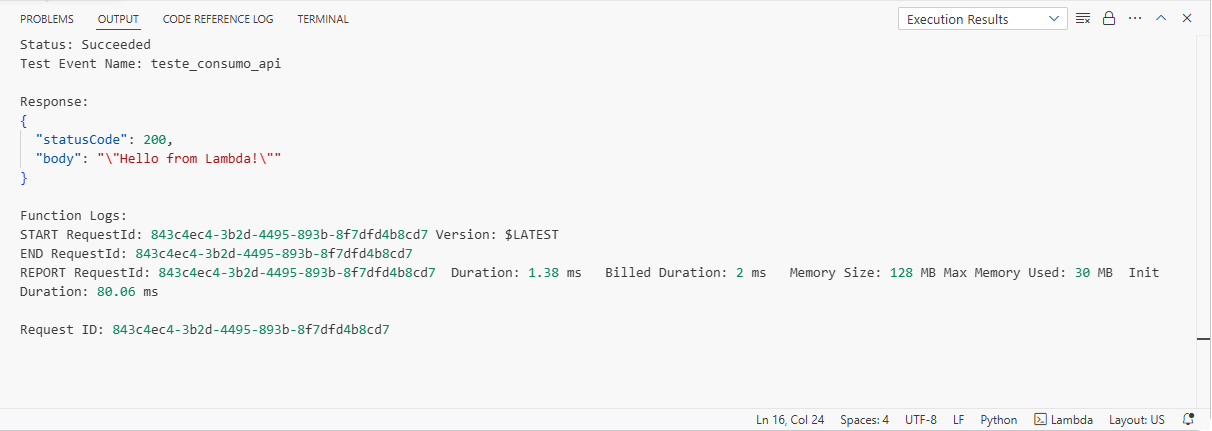 PROBLEMS OUTPUT CODE REFERENCE LOG TERMINAL Execution Results
Status: Succeeded
Test Event Name: teste_consumo_api
Response:
{
"statusCode": 200,
"body": "\"Hello from Lambda!\""
}
Function Logs:
START RequestId: 843c4ec4-3b2d-4495-893b-8f7dfd4b8cd7 Version: $LATEST
END RequestId: 843c4ec4-3b2d-4495-893b-8f7dfd4b8cd7
REPORT RequestId: 843c4ec4-3b2d-4495-893b-8f7dfd4b8cd7 Duration: 1.38 ms Billed Duration: 2 ms Memory Size: 128 MB Max Memory Used: 30 MB Init
Duration: 80.06 ms
Request ID: 843c4ec4-3b2d-4495-893b-8f7dfd4b8cd7
Ln 16, Col 24 Spaces: 4 UTF-8 LF Python Lambda Layout: US